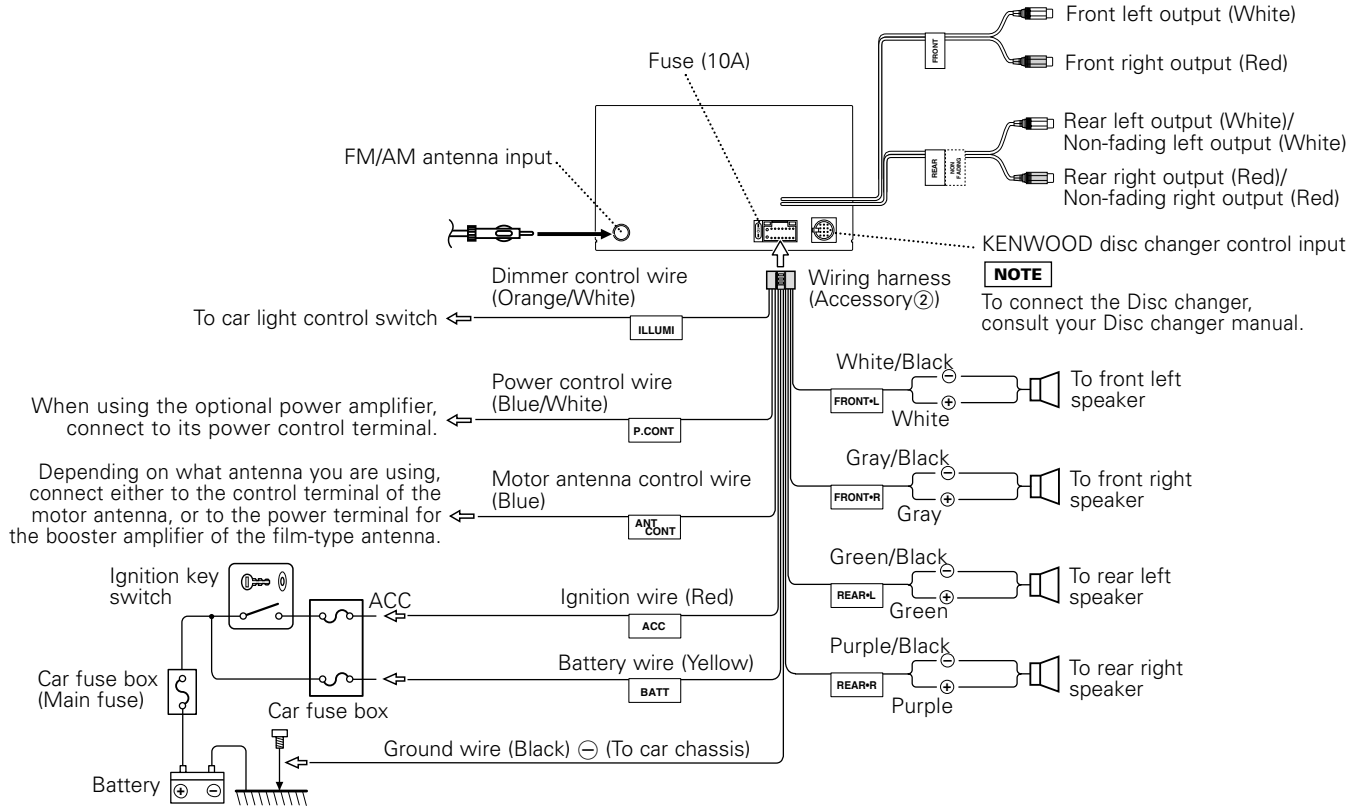 Front left output (White)
FRONT
Front right output (Red)
Fuse (10A)
Rear left output (White)/
Non-fading left output (White)
REAR
NON
FADING
Rear right output (Red)/
Non-fading right output (Red)
FM/AM antenna input
KENWOOD disc changer control input
NOTE
To connect the Disc changer,
consult your Disc changer manual.
Wiring harness
(Accessory②)
Dimmer control wire
(Orange/White)
To car light control switch
ILLUMI
Power control wire
(Blue/White)
When using the optional power amplifier,
connect to its power control terminal.
P.CONT
Motor antenna control wire
(Blue)
Depending on what antenna you are using,
connect either to the control terminal of the
motor antenna, or to the power terminal for
the booster amplifier of the film-type antenna.
ANT
CONT
White/Black
⊖
FRONT•L
⊕
White
To front left
speaker
Gray/Black
⊖
FRONT•R
⊕
Gray
To front right
speaker
Green/Black
⊖
REAR•L
⊕
Green
To rear left
speaker
Purple/Black
⊖
REAR•R
⊕
Purple
To rear right
speaker
Ignition key
switch
ACC
Ignition wire (Red)
ACC
Battery wire (Yellow)
BATT
Car fuse box
(Main fuse)
Car fuse box
Ground wire (Black) ⊖ (To car chassis)
Battery
⊕ ⊖